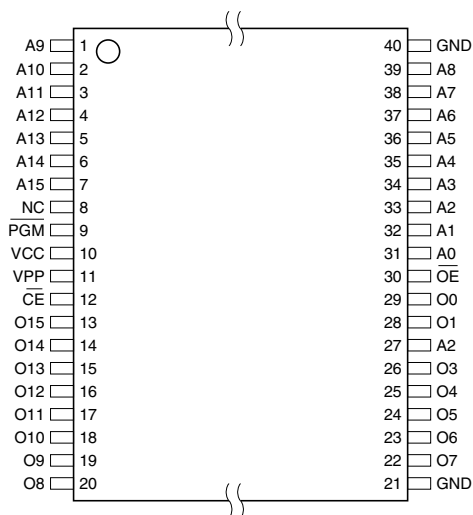 A9 1 40 GND
A10 2 39 A8
A11 3 38 A7
A12 4 37 A6
A13 5 36 A5
A14 6 35 A4
A15 7 34 A3
NC 8 33 A2
PGM 9 32 A1
VCC 10 31 A0
VPP 11 30 OE
CE 12 29 O0
O15 13 28 O1
O14 14 27 A2
O13 15 26 O3
O12 16 25 O4
O11 17 24 O5
O10 18 23 O6
O9 19 22 O7
O8 20 21 GND